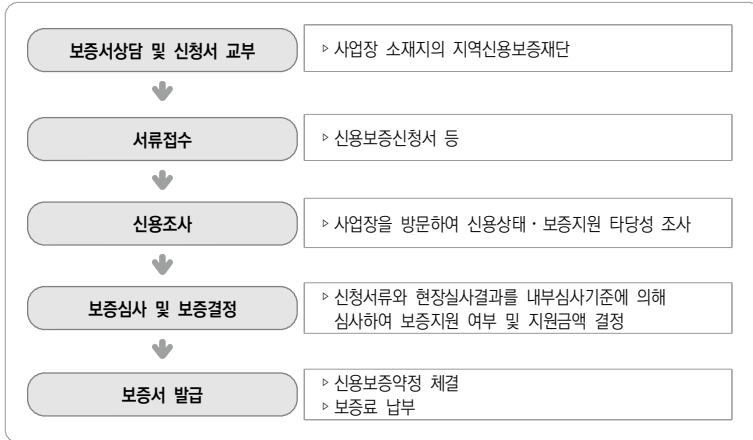 보증서상담 및 신청서 교부
▹ 사업장 소재지의 지역신용보증재단
서류접수
▹ 신용보증신청서 등
신용조사
▹ 사업장을 방문하여 신용상태・보증지원 타당성 조사
보증심사 및 보증결정
▹ 신청서류와 현장실사결과를 내부심사기준에 의해
심사하여 보증지원 여부 및 지원금액 결정
보증서 발급
▹ 신용보증약정 체결
▹ 보증료 납부